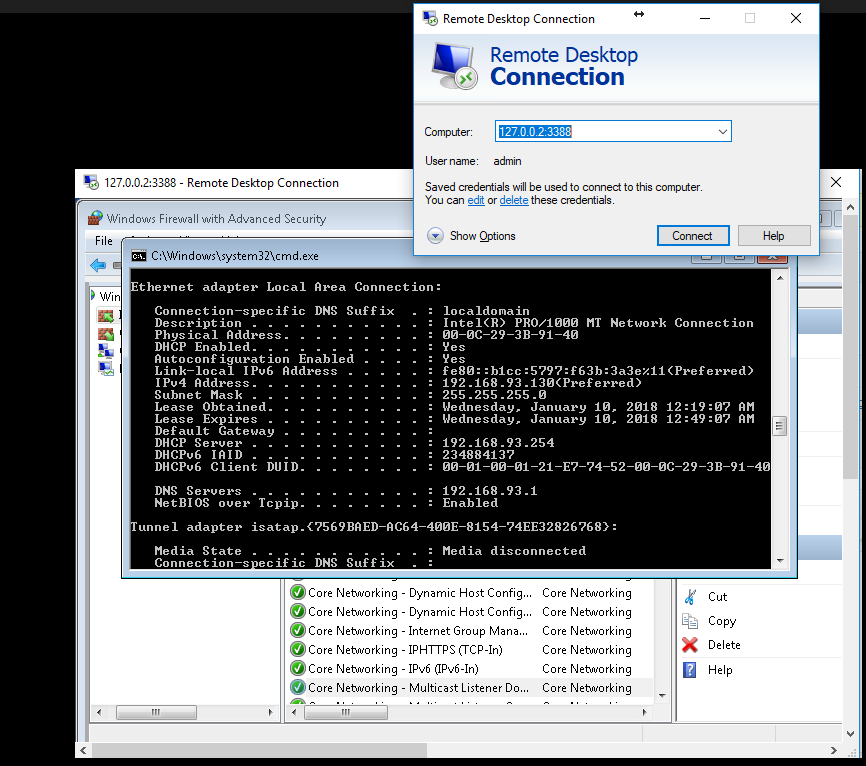 Remote Desktop Connection
Remote Desktop
Connection
Computer:
127.0.0.2:3388
User name: admin
Saved credentials will be used to connect to this computer.
You can edit or delete these credentials.
Show Options
Connect
Help
127.0.0.2:3388 - Remote Desktop Connection
Windows Firewall with Advanced Security
File
C:\Windows\system32\cmd.exe
Win
Ethernet adapter Local Area Connection:
Connection-specific DNS Suffix . : localdomain
Description . . . . . . . . . . . : Intel(R) PRO/1000 MT Network Connection
Physical Address. . . . . . . . . : 00-0C-29-3B-91-40
DHCP Enabled. . . . . . . . . . . : Yes
Autoconfiguration Enabled . . . . : Yes
Link-local IPv6 Address . . . . . : fe80::b1cc:5797:f63b:3a3e%11(Preferred)
IPv4 Address. . . . . . . . . . . : 192.168.93.130(Preferred)
Subnet Mask . . . . . . . . . . . : 255.255.255.0
Lease Obtained. . . . . . . . . . : Wednesday, January 10, 2018 12:19:07 AM
Lease Expires . . . . . . . . . . : Wednesday, January 10, 2018 12:49:07 AM
Default Gateway . . . . . . . . . :
DHCP Server . . . . . . . . . . . : 192.168.93.254
DHCPv6 IAID . . . . . . . . . . . : 234884137
DHCPv6 Client DUID. . . . . . . . : 00-01-00-01-21-E7-74-52-00-0C-29-3B-91-40
DNS Servers . . . . . . . . . . . : 192.168.93.1
NetBIOS over Tcpip. . . . . . . . : Enabled
Tunnel adapter isatap.{7569BAED-AC64-400E-8154-74EE32826768}:
Media State . . . . . . . . . . . : Media disconnected
Connection-specific DNS Suffix . :
Core Networking - Dynamic Host Config... Core Networking
Core Networking - Dynamic Host Config... Core Networking
Core Networking - Internet Group Mana... Core Networking
Core Networking - IPHTTPS (TCP-In) Core Networking
Core Networking - IPv6 (IPv6-In) Core Networking
Core Networking - Multicast Listener Do... Core Networking
Cut
Copy
Delete
Help